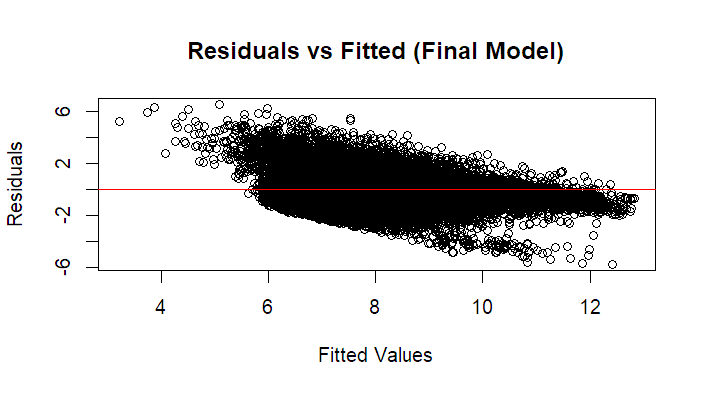 Residuals vs Fitted (Final Model)
6
2
-2
-6
Residuals
4 6 8 10 12
Fitted Values